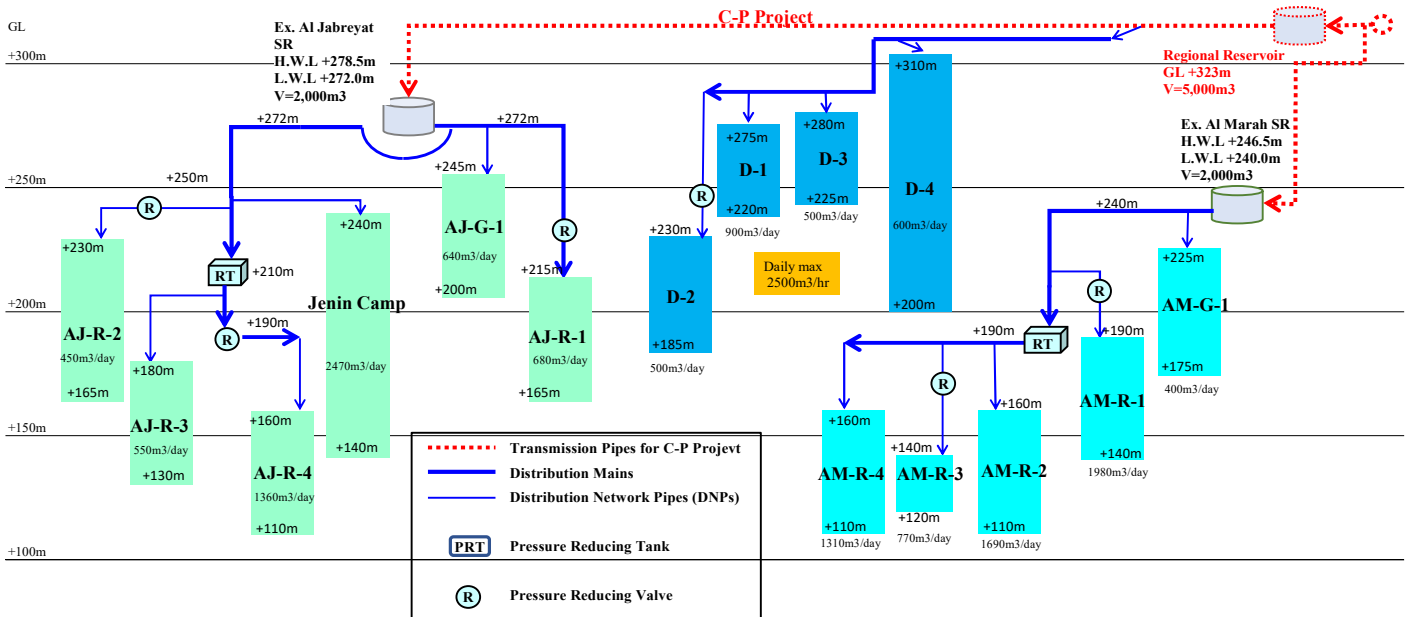 C-P Project
GL
Ex. Al Jabreyat
SR
H.W.L +278.5m
L.W.L +272.0m
V=2,000m3
+300m
Regional Reservoir
GL +323m
V=5,000m3
+310m
Ex. Al Marah SR
H.W.L +246.5m
L.W.L +240.0m
V=2,000m3
+272m
+272m
+275m
D-1
+220m
900m3/day
+280m
D-3
+225m
500m3/day
D-4
600m3/day
+200m
+250m
+250m
R
+230m
AJ-R-2
450m3/day
+165m
RT
+210m
+180m
AJ-R-3
550m3/day
+130m
R
+190m
+160m
AJ-R-4
1360m3/day
+110m
+240m
Jenin Camp
2470m3/day
+140m
+245m
AJ-G-1
640m3/day
+200m
R
+215m
AJ-R-1
680m3/day
+165m
R
+230m
D-2
+185m
500m3/day
Daily max
2500m3/hr
+240m
+225m
AM-G-1
+175m
400m3/day
R
+190m
AM-R-1
+140m
1980m3/day
RT
+190m
+160m
AM-R-4
+110m
1310m3/day
R
+140m
AM-R-3
+120m
770m3/day
+160m
AM-R-2
+110m
1690m3/day
+200m
+150m
+100m
Transmission Pipes for C-P Projevt
Distribution Mains
Distribution Network Pipes (DNPs)
PRT Pressure Reducing Tank
R Pressure Reducing Valve